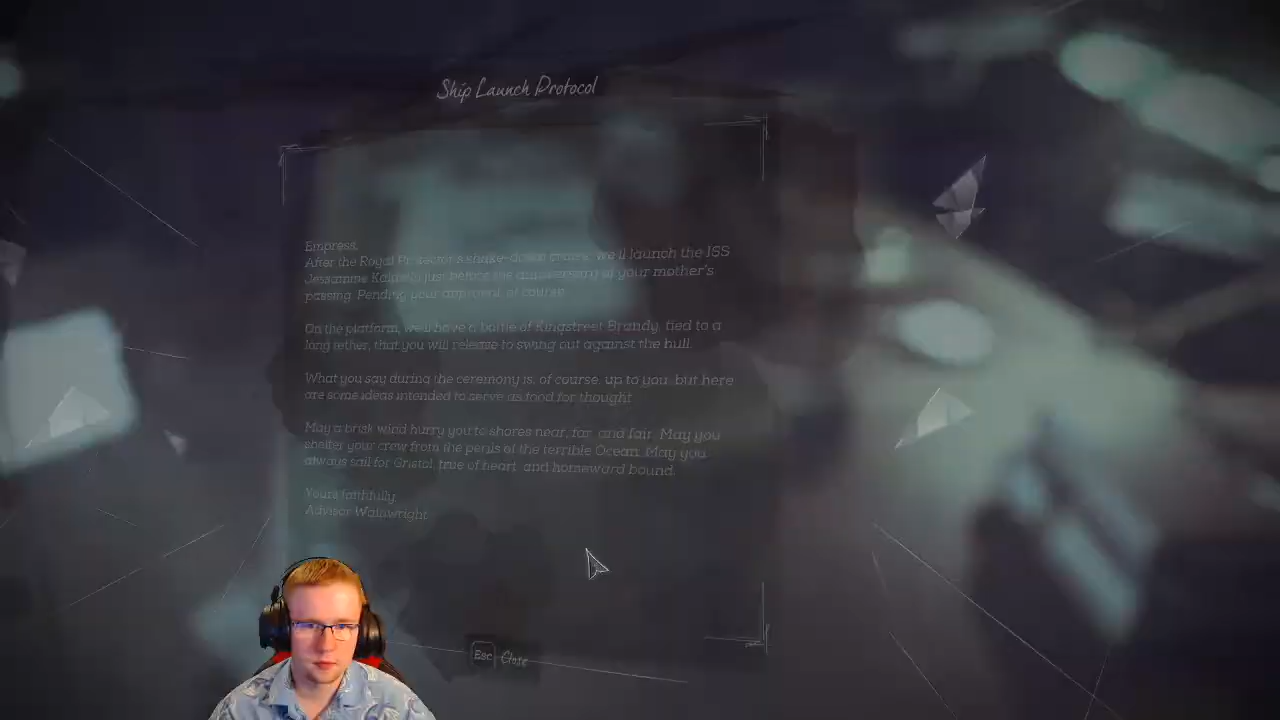 Ship Launch Protocol
Empress,
After the Royal Protector's shake-down cruise, we'll launch the JSS
Jessamine Kaldwin just before the anniversary of your mother's
passing. Pending your approval, of course.
On the platform, we'll have a bottle of Kingstreet Brandy, tied to a
long tether, that you will release to swing out against the hull.
What you say during the ceremony is, of course, up to you, but here
are some ideas intended to serve as food for thought.
May a brisk wind hurry you to shores near, far, and fair. May you
shelter your crew from the perils of the terrible Ocean. May you
always sail for Gristol, true of heart, and homeward bound.
Yours faithfully,
Advisor Wainwright
Esc Close